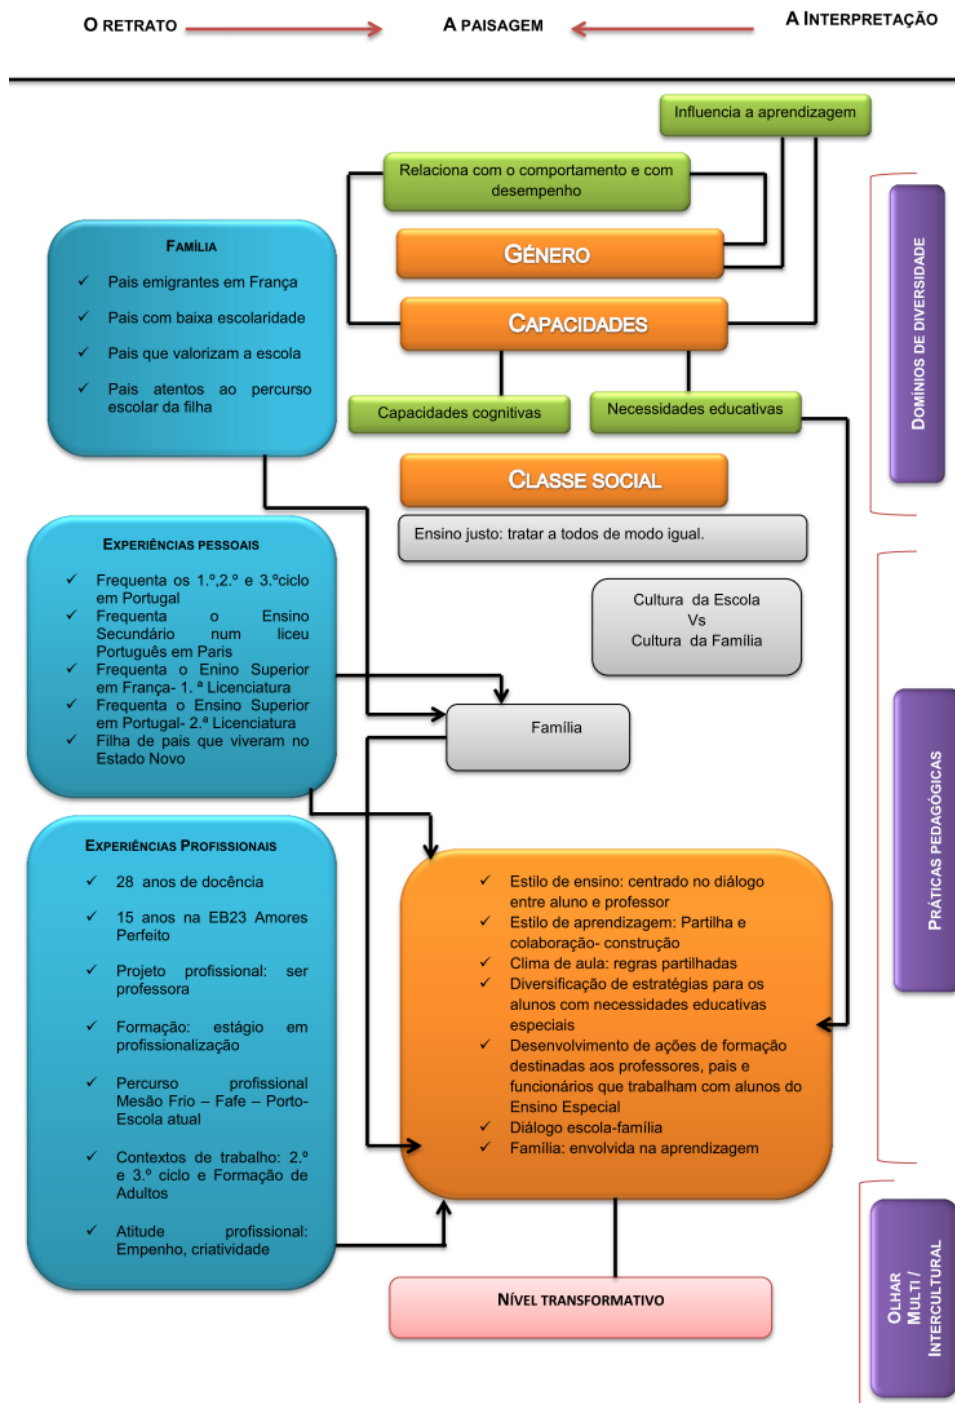 O RETRATO
A PAISAGEM
A INTERPRETAÇÃO
Influencia a aprendizagem
Relaciona com o comportamento e com
desempenho
GÉNERO
CAPACIDADES
Capacidades cognitivas
Necessidades educativas
CLASSE SOCIAL
Ensino justo: tratar a todos de modo igual.
Cultura da Escola
Vs
Cultura da Família
Família
FAMÍLIA
✓ Pais emigrantes em França
✓ Pais com baixa escolaridade
✓ Pais que valorizam a escola
✓ Pais atentos ao percurso
escolar da filha
EXPERIÊNCIAS PESSOAIS
✓ Frequenta os 1.º,2.º e 3.ºciclo
em Portugal
✓ Frequenta o Ensino
Secundário num liceu
Português em Paris
✓ Frequenta o Enino Superior
em França- 1. ª Licenciatura
✓ Frequenta o Ensino Superior
em Portugal- 2.ª Licenciatura
✓ Filha de pais que viveram no
Estado Novo
EXPERIÊNCIAS PROFISSIONAIS
✓ 28 anos de docência
✓ 15 anos na EB23 Amores
Perfeito
✓ Projeto profissional: ser
professora
✓ Formação: estágio em
profissionalização
✓ Percurso profissional
Mesão Frio – Fafe – Porto-
Escola atual
✓ Contextos de trabalho: 2.º
e 3.º ciclo e Formação de
Adultos
✓ Atitude profissional:
Empenho, criatividade
✓ Estilo de ensino: centrado no diálogo
entre aluno e professor
✓ Estilo de aprendizagem: Partilha e
colaboração- construção
✓ Clima de aula: regras partilhadas
✓ Diversificação de estratégias para os
alunos com necessidades educativas
especiais
✓ Desenvolvimento de ações de formação
destinadas aos professores, pais e
funcionários que trabalham com alunos do
Ensino Especial
✓ Diálogo escola-família
✓ Família: envolvida na aprendizagem
NÍVEL TRANSFORMATIVO
DOMÍNIOS DE DIVERSIDADE
PRÁTICAS PEDAGÓGICAS
OLHAR
MULTI /
INTERCULTURAL